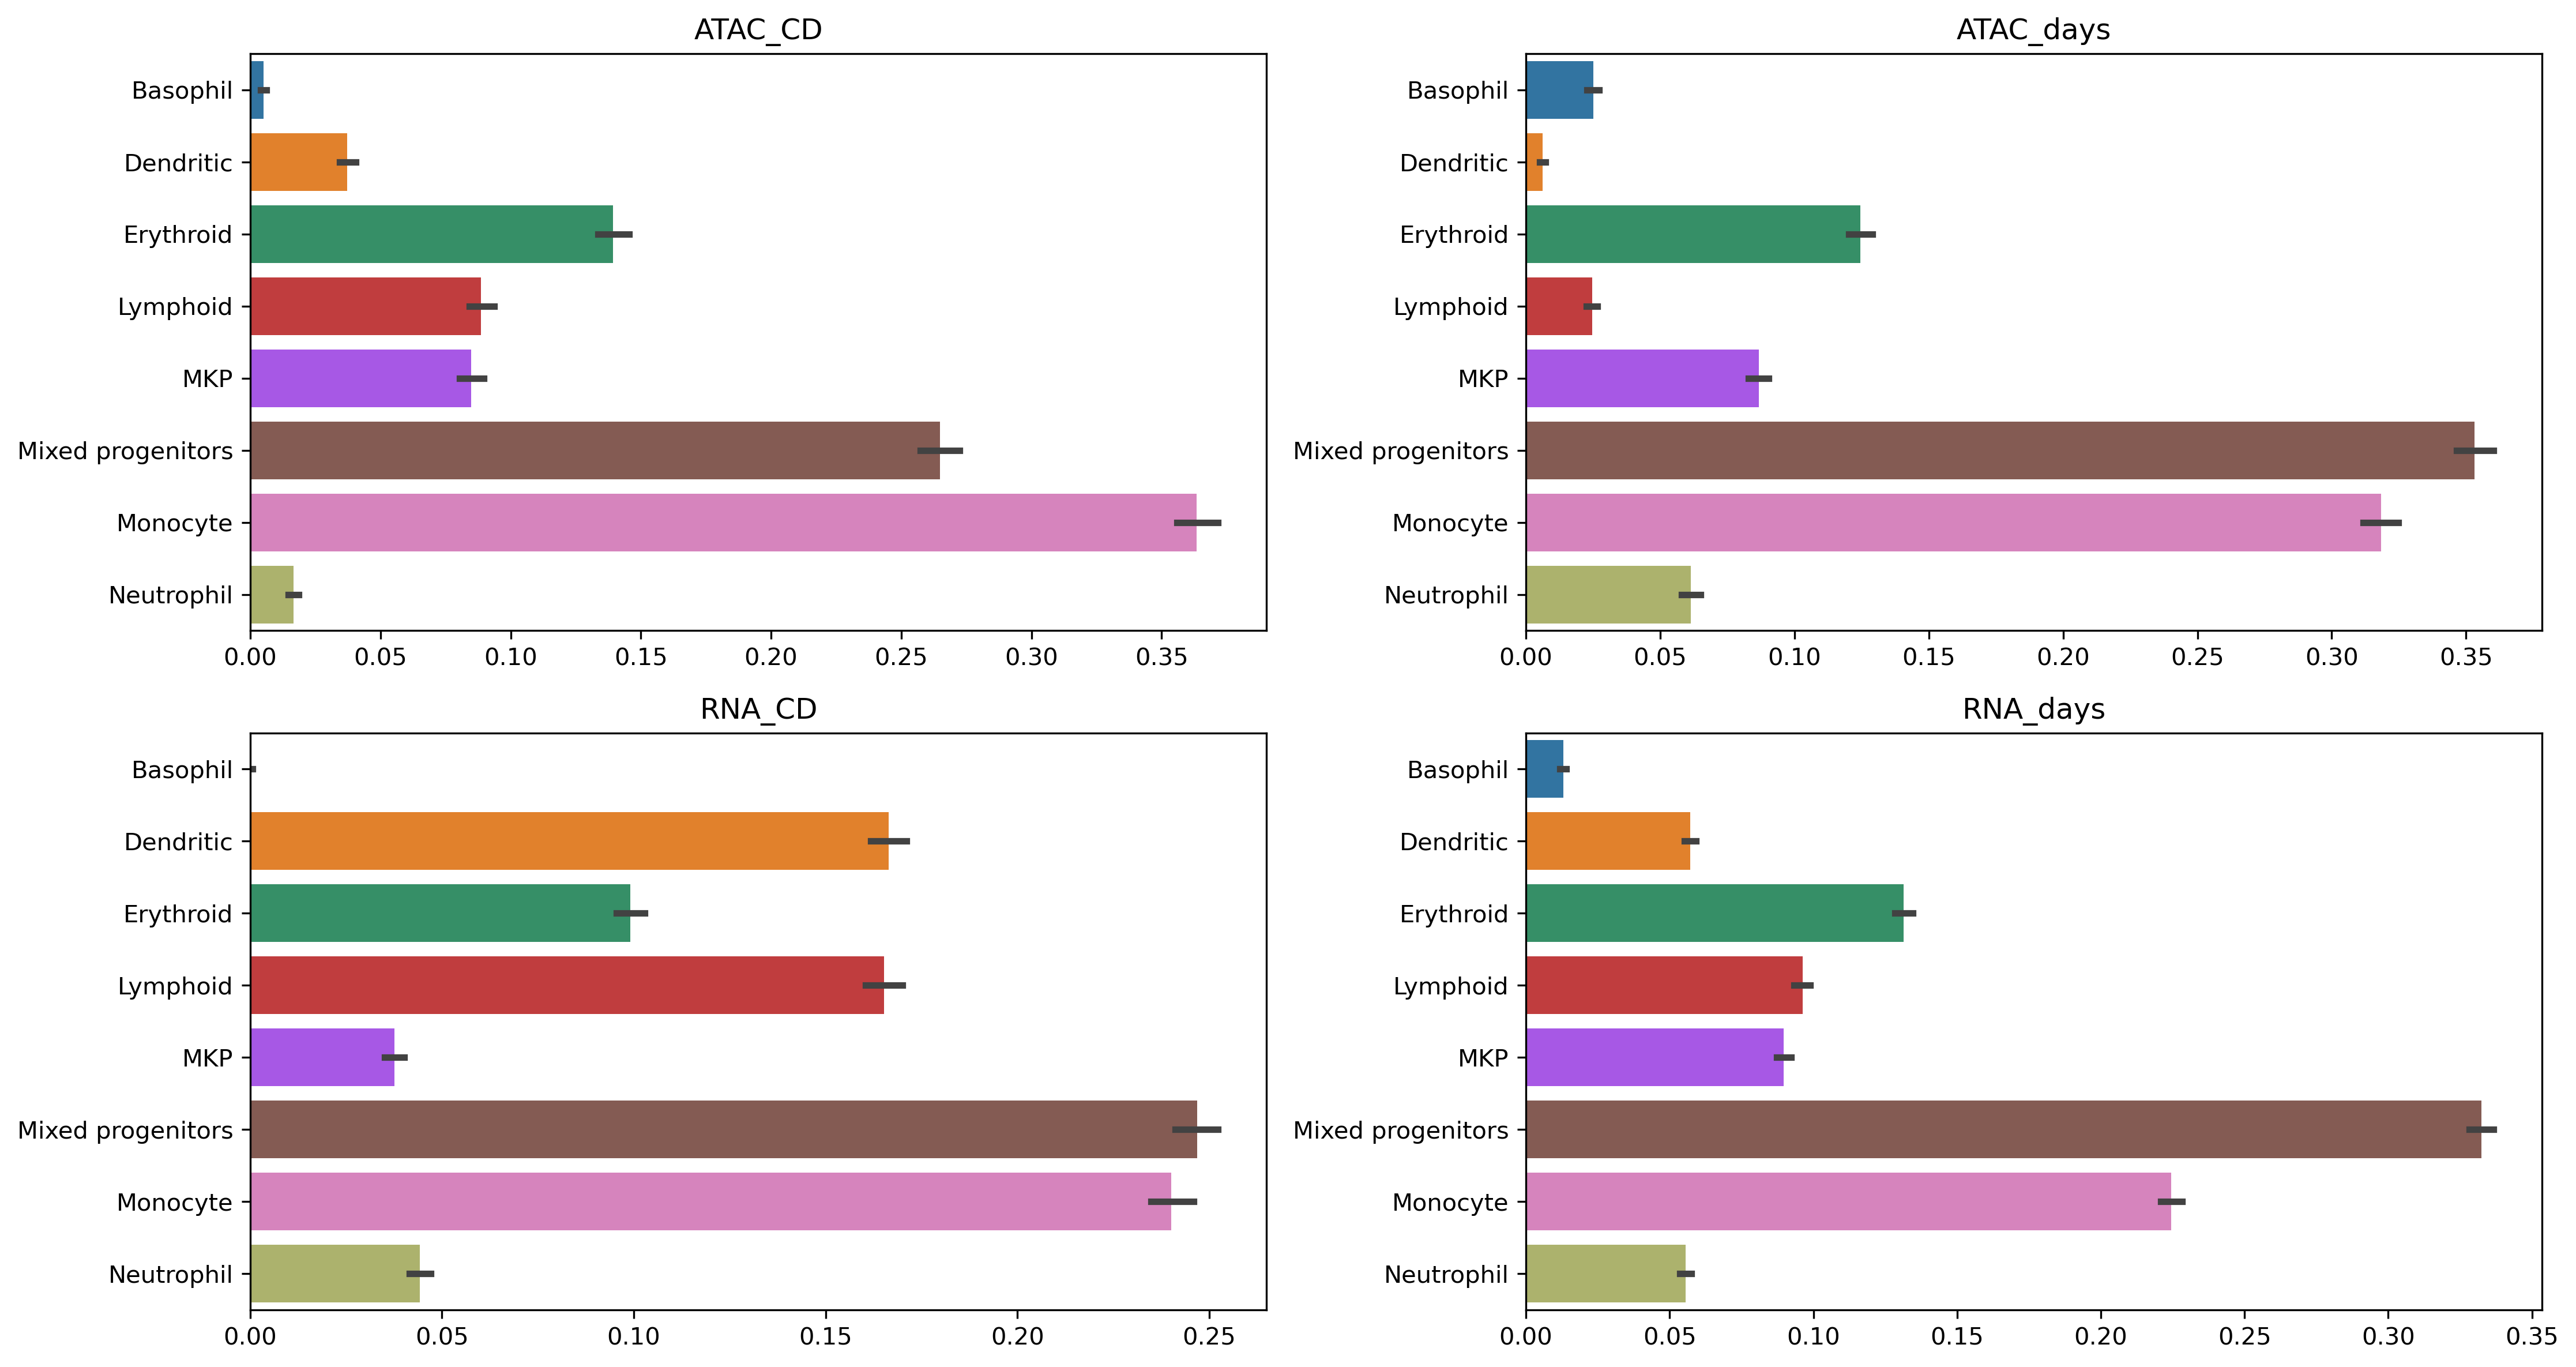 ATAC_CD
Basophil
Dendritic
Erythroid
Lymphoid
MKP
Mixed progenitors
Monocyte
Neutrophil
0.00 0.05 0.10 0.15 0.20 0.25 0.30 0.35
ATAC_days
Basophil
Dendritic
Erythroid
Lymphoid
MKP
Mixed progenitors
Monocyte
Neutrophil
0.00 0.05 0.10 0.15 0.20 0.25 0.30 0.35
RNA_CD
Basophil
Dendritic
Erythroid
Lymphoid
MKP
Mixed progenitors
Monocyte
Neutrophil
0.00 0.05 0.10 0.15 0.20 0.25
RNA_days
Basophil
Dendritic
Erythroid
Lymphoid
MKP
Mixed progenitors
Monocyte
Neutrophil
0.00 0.05 0.10 0.15 0.20 0.25 0.30 0.35